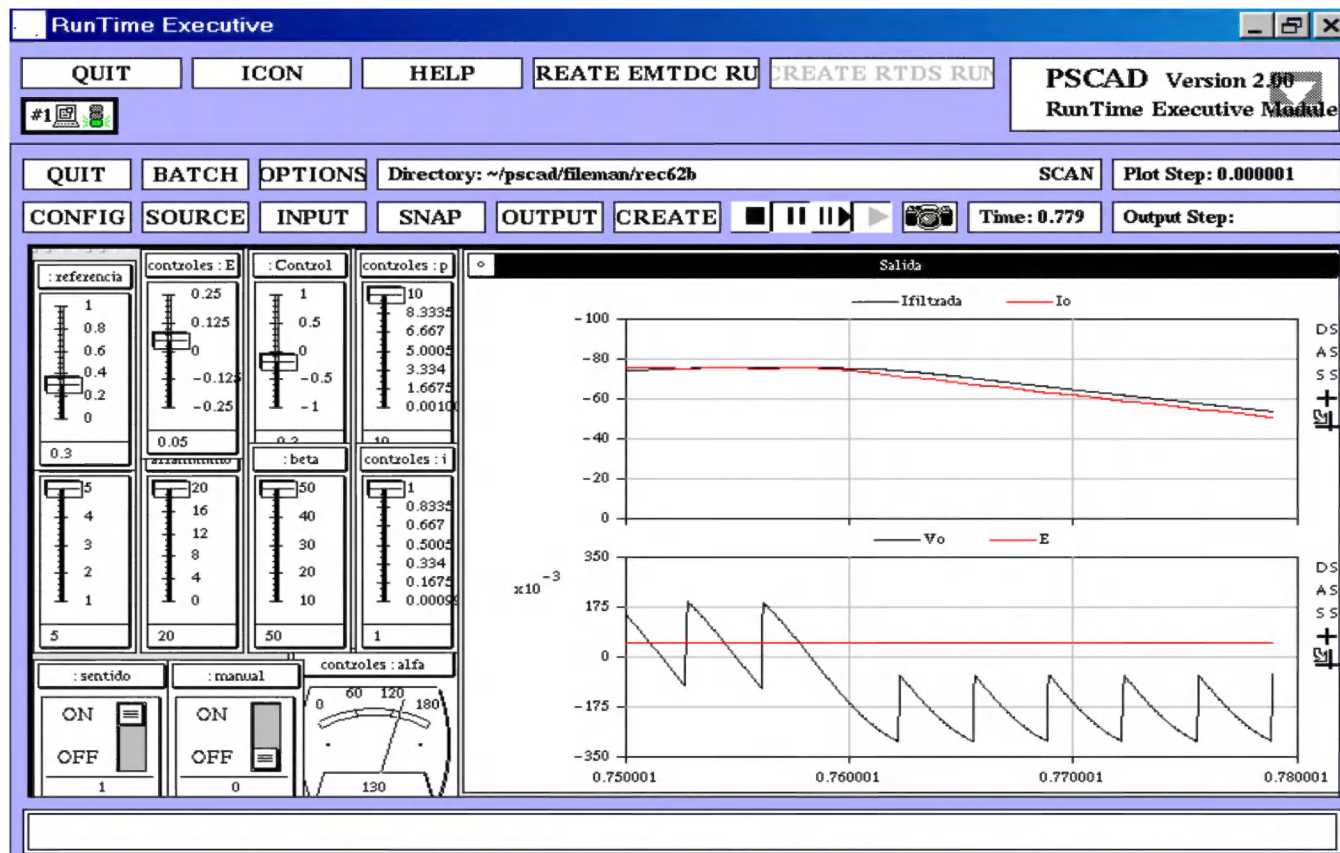 RunTime Executive
QUIT ICON HELP REATE EMTDC RU CREATE RTDS RUN
PSCAD Version 2.00
RunTime Executive Module
#1
QUIT BATCH OPTIONS Directory: ~/pscad/fileman/rec62b SCAN Plot Step: 0.000001
CONFIG SOURCE INPUT SNAP OUTPUT CREATE Time: 0.779 Output Step:
: referencia
1
0.8
0.6
0.4
0.2
0
0.3
controles : E
0.25
0.125
0
-0.125
-0.25
0.05
: Control
1
0.5
0
-0.5
-1
controles : p
10
8.3335
6.667
5.0005
3.334
1.6675
0.00100
10
5
4
3
2
1
5
20
16
12
8
4
0
20
: beta
50
40
30
20
10
50
controles : i
1
0.8335
0.667
0.5005
0.334
0.1675
0.00099
1
: sentido
ON
OFF
1
: manual
ON
OFF
0
controles : alfa
0 60 120 180
130
Salida
Ifiltrada Io
-100
-80
-60
-40
-20
0
DS
AS
SS
Vo E
x10 -3
350
175
0
-175
-350
0.750001 0.760001 0.770001 0.780001
DS
AS
SS